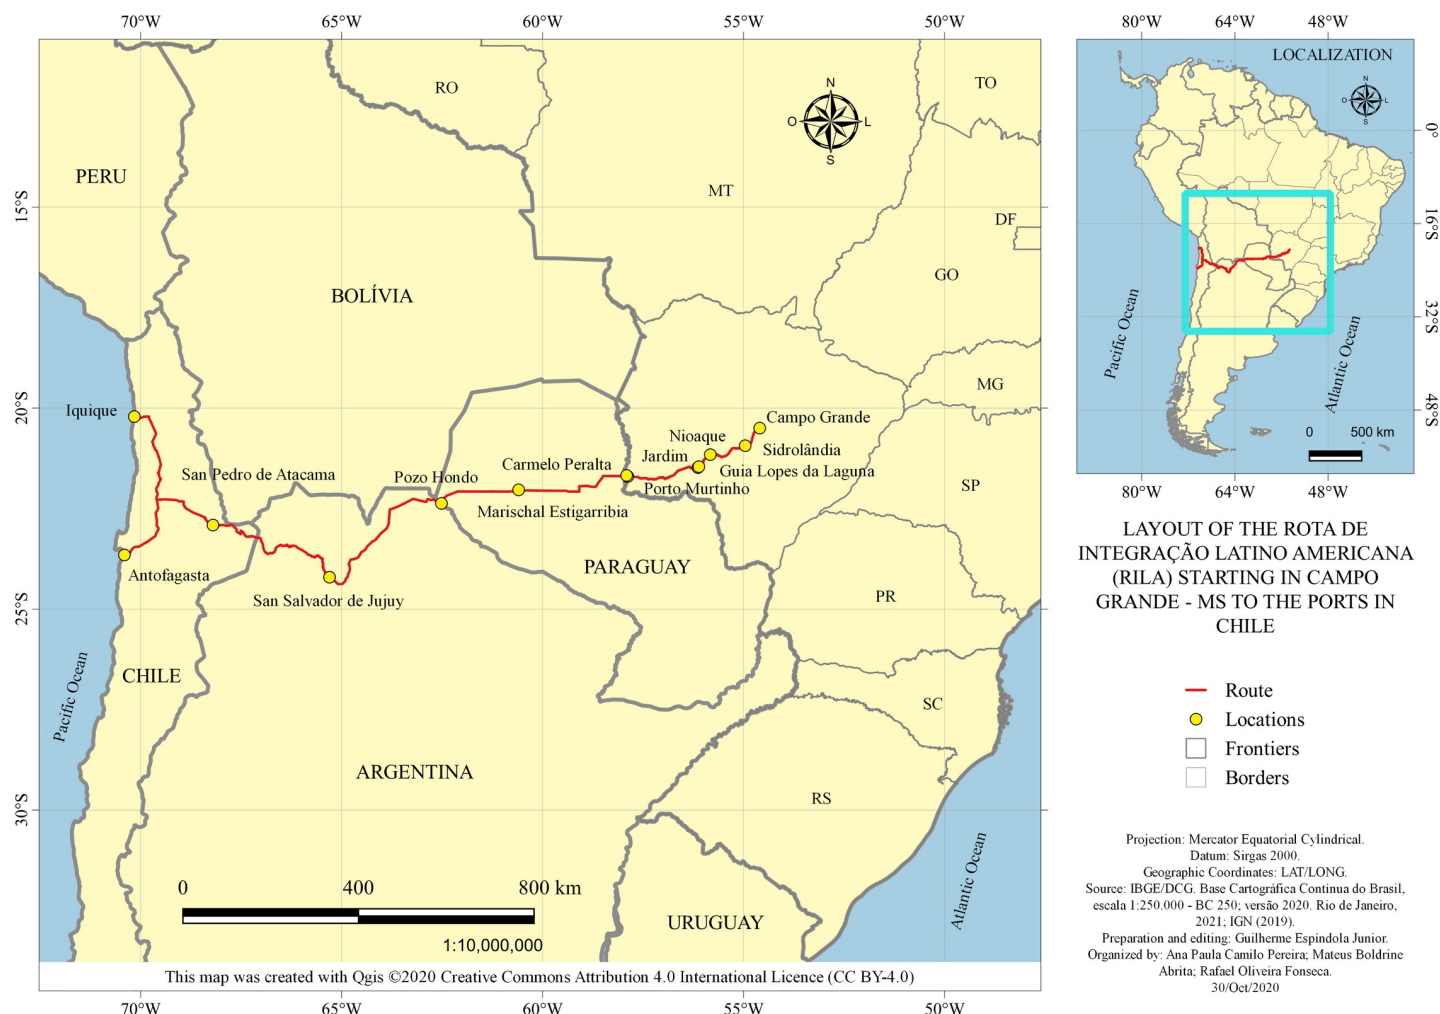 70°W 65°W 60°W 55°W 50°W
15°S
20°S
25°S
30°S
RO
TO
N
O L
S
PERU
MT
DF
GO
BOLÍVIA
MG
Iquique
Campo Grande
Nioaque
Sidrolândia
Jardim
Carmelo Peralta
Guia Lopes da Laguna
San Pedro de Atacama
Pozo Hondo
Porto Murtinho
SP
Marischal Estigarribia
Antofagasta
PARAGUAY
San Salvador de Jujuy
PR
CHILE
Pacific Ocean
SC
ARGENTINA
RS
Atlantic Ocean
0 400 800 km
1:10,000,000
URUGUAY
This map was created with Qgis ©2020 Creative Commons Attribution 4.0 International Licence (CC BY-4.0)
70°W 65°W 60°W 55°W 50°W
80°W 64°W 48°W
LOCALIZATION
N
O L
S
0°
16°S
32°S
48°S
Pacific Ocean
Atlantic Ocean
0 500 km
80°W 64°W 48°W
LAYOUT OF THE ROTA DE
INTEGRAÇÃO LATINO AMERICANA
(RILA) STARTING IN CAMPO
GRANDE - MS TO THE PORTS IN
CHILE
Route
Locations
Frontiers
Borders
Projection: Mercator Equatorial Cylindrical.
Datum: Sirgas 2000.
Geographic Coordinates: LAT/LONG.
Source: IBGE/DCG. Base Cartográfica Continua do Brasil,
escala 1:250.000 - BC 250; versão 2020. Rio de Janeiro,
2021; IGN (2019).
Preparation and editing: Guilherme Espíndola Junior.
Organized by: Ana Paula Camilo Pereira; Mateus Boldrine
Abrita; Rafael Oliveira Fonseca.
30/Oct/2020